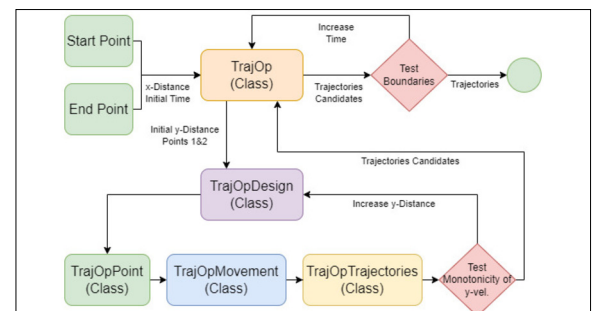 Increase
Time
Start Point
TrajOp
(Class)
Test
Boundaries
x-Distance
Initial Time
Trajectories
Candidates
Trajectories
End Point
Initial y-Distance
Points 1&2
Trajectories Candidates
TrajOpDesign
(Class)
Increase y-Distance
TrajOpPoint
(Class)
TrajOpMovement
(Class)
TrajOpTrajectories
(Class)
Test
Monotonicity of
y-vel.